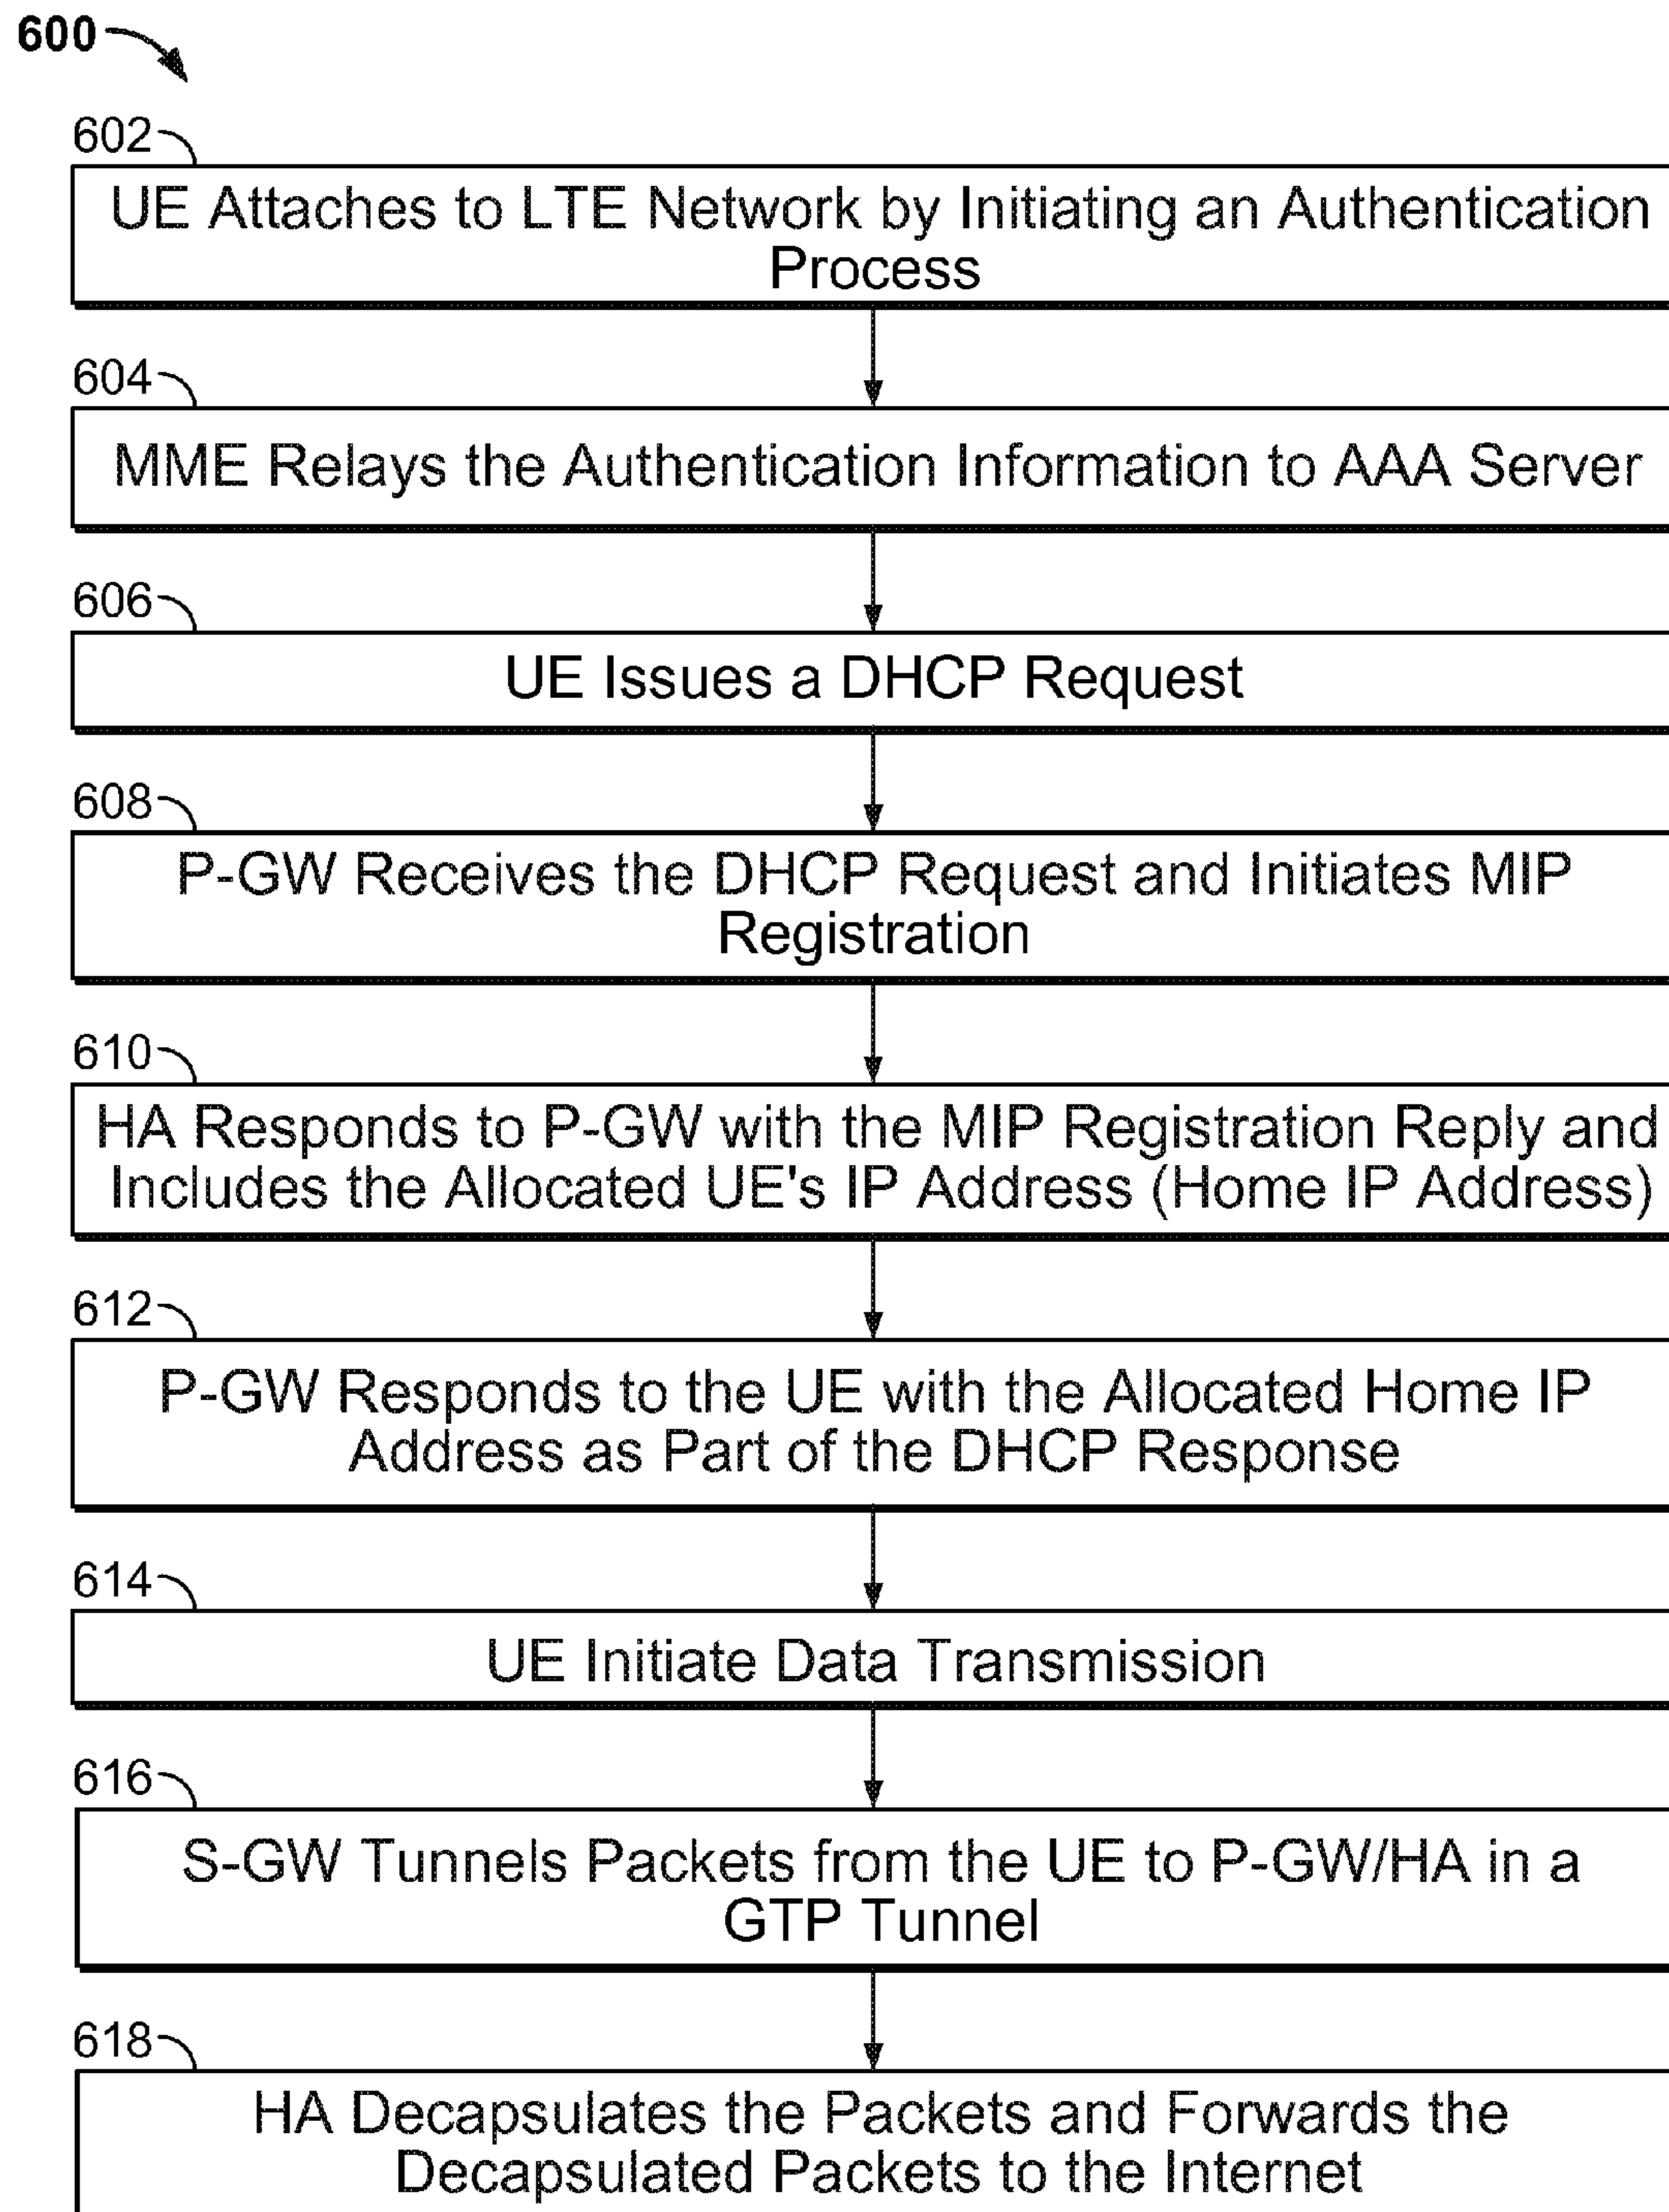 600
602
UE Attaches to LTE Network by Initiating an Authentication
Process
604
MME Relays the Authentication Information to AAA Server
606
UE Issues a DHCP Request
608
P-GW Receives the DHCP Request and Initiates MIP
Registration
610
HA Responds to P-GW with the MIP Registration Reply and
Includes the Allocated UE's IP Address (Home IP Address)
612
P-GW Responds to the UE with the Allocated Home IP
Address as Part of the DHCP Response
614
UE Initiate Data Transmission
616
S-GW Tunnels Packets from the UE to P-GW/HA in a
GTP Tunnel
618
HA Decapsulates the Packets and Forwards the
Decapsulated Packets to the Internet